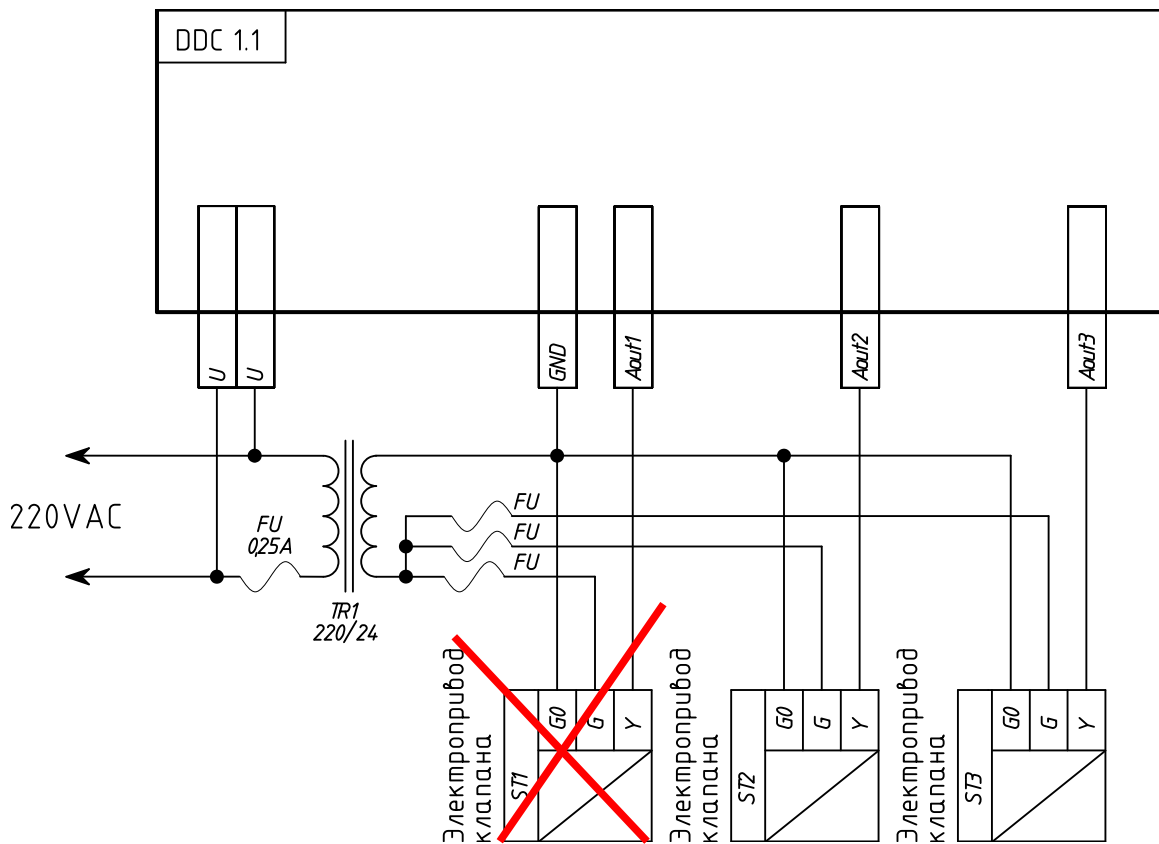 DDC 1.1
U
U
GND
Aout1
Aout2
Aout3
220VAC
FU
0,25A
FU
FU
FU
TR1
220/24
Электропривод
клапана
ST1
G0
G
Y
Электропривод
клапана
ST2
G0
G
Y
Электропривод
клапана
ST3
G0
G
Y